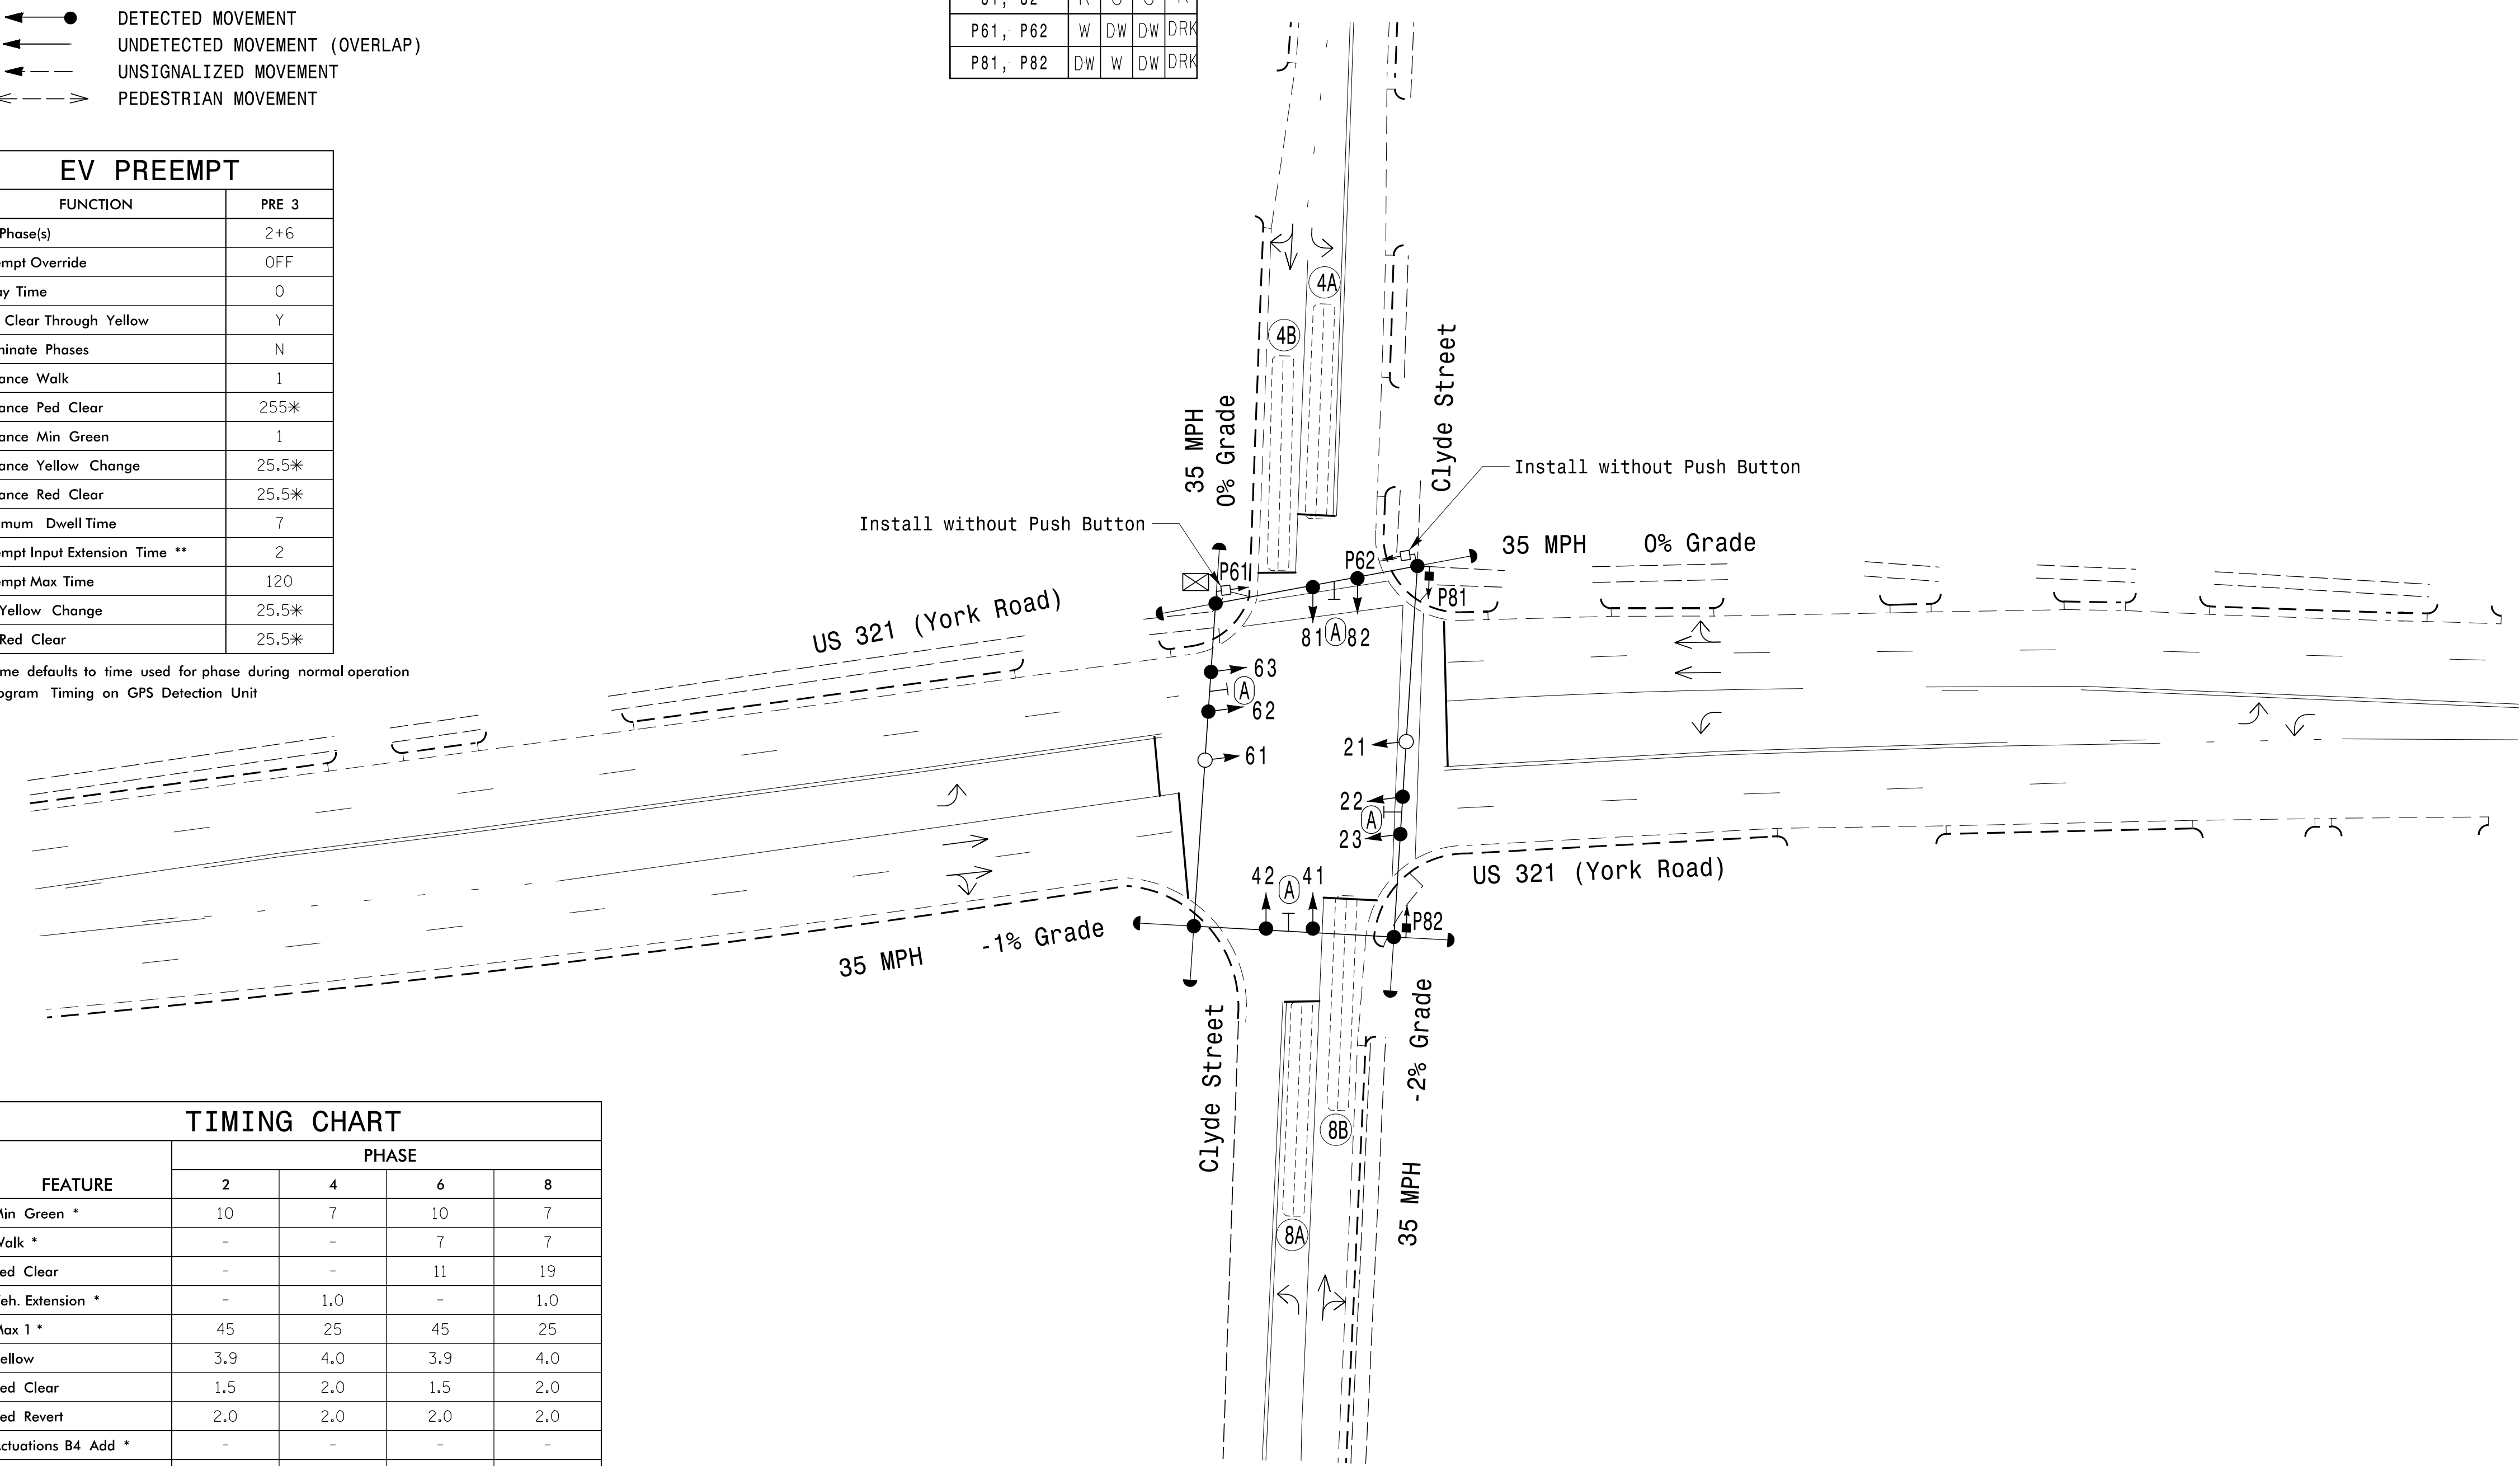 DETECTED MOVEMENT
UNDETECTED MOVEMENT (OVERLAP)
UNSIGNALIZED MOVEMENT
PEDESTRIAN MOVEMENT
P61, P62 W DW DW DRK
P81, P82 DW W DW DRK
EV PREEMPT
FUNCTION PRE 3
Phase(s) 2+6
empt Override OFF
ay Time 0
Clear Through Yellow Y
minate Phases N
ance Walk 1
ance Ped Clear 255*
ance Min Green 1
ance Yellow Change 25.5*
ance Red Clear 25.5*
mum Dwell Time 7
empt Input Extension Time ** 2
empt Max Time 120
Yellow Change 25.5*
Red Clear 25.5*
me defaults to time used for phase during normal operation
ogram Timing on GPS Detection Unit
4A
4B
35 MPH
0% Grade
Clyde Street
Install without Push Button
Install without Push Button
35 MPH 0% Grade
P61
P62
P81
81 A 82
US 321 (York Road)
63
A
62
61
21
22
A
23
US 321 (York Road)
42 A 41
P82
35 MPH -1% Grade
Clyde Street
35 MPH -2% Grade
8B
8A
TIMING CHART
FEATURE
PHASE
2 4 6 8
Min Green * 10 7 10 7
Walk * - - 7 7
ed Clear - - 11 19
eh. Extension * - 1.0 - 1.0
Max 1 * 45 25 45 25
ellow 3.9 4.0 3.9 4.0
ed Clear 1.5 2.0 1.5 2.0
ed Revert 2.0 2.0 2.0 2.0
ctuations B4 Add * - - - -